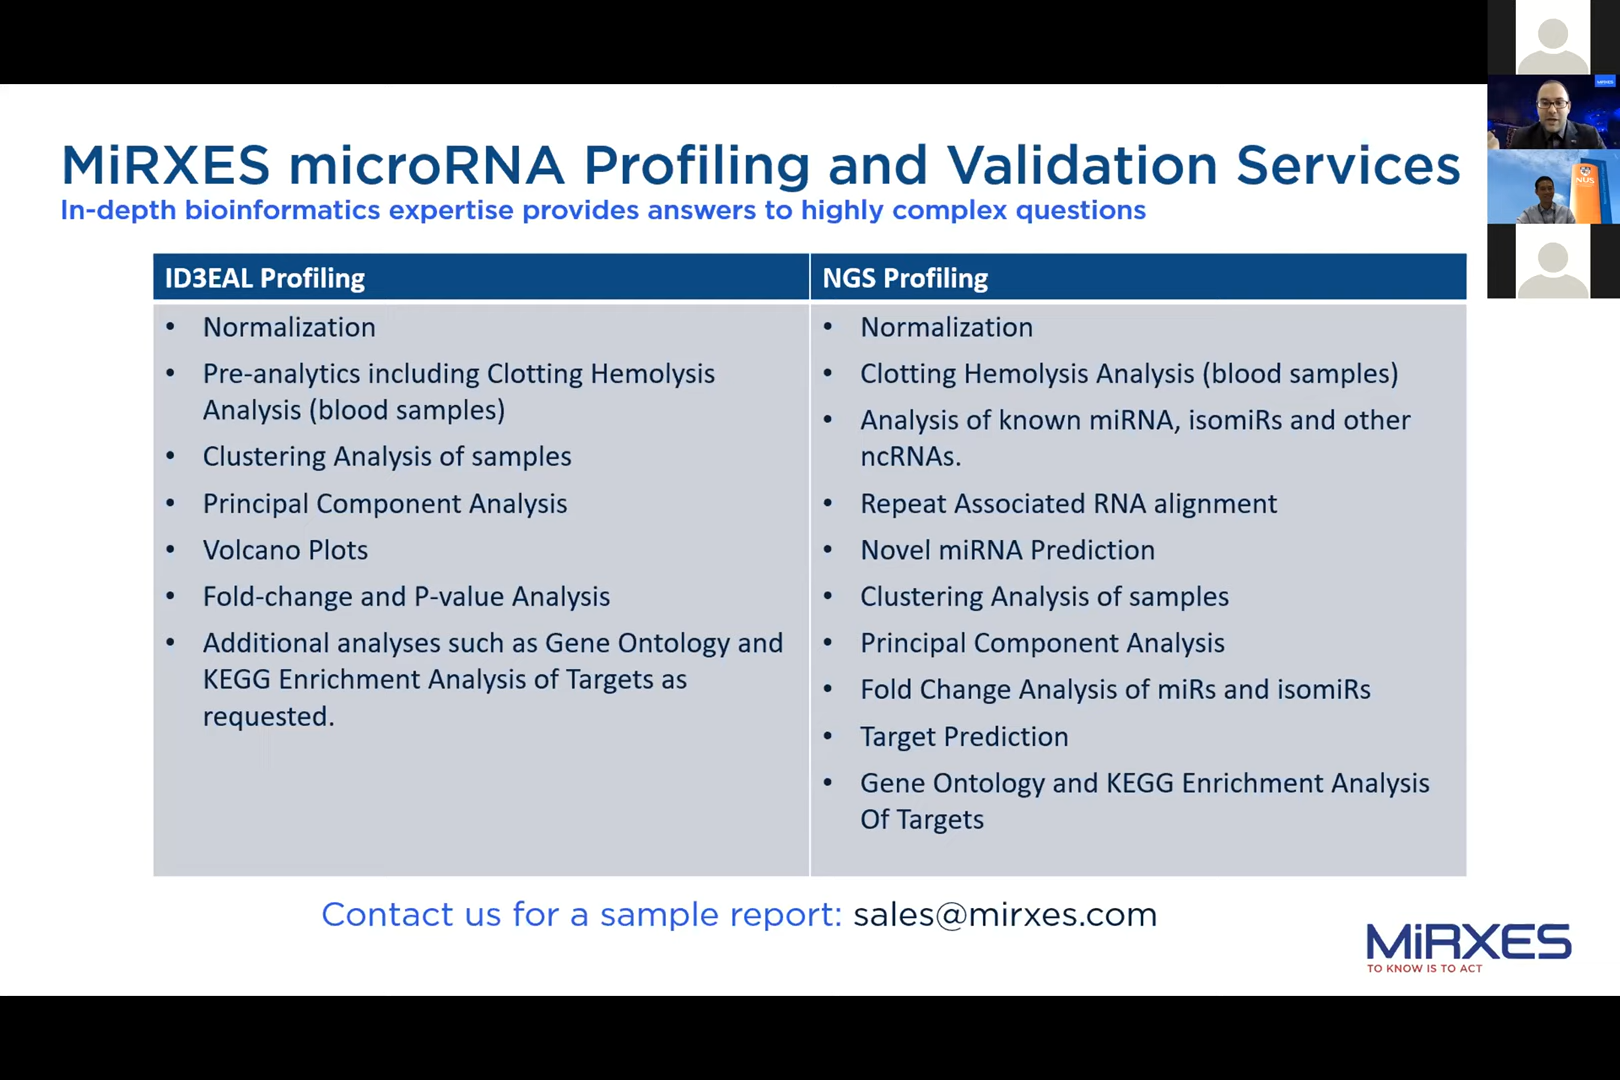 MiRXES microRNA Profiling and Validation Services
In-depth bioinformatics expertise provides answers to highly complex questions
ID3EAL Profiling
• Normalization
• Pre-analytics including Clotting Hemolysis
Analysis (blood samples)
• Clustering Analysis of samples
• Principal Component Analysis
• Volcano Plots
• Fold-change and P-value Analysis
• Additional analyses such as Gene Ontology and
KEGG Enrichment Analysis of Targets as
requested.
NGS Profiling
• Normalization
• Clotting Hemolysis Analysis (blood samples)
• Analysis of known miRNA, isomiRs and other
ncRNAs.
• Repeat Associated RNA alignment
• Novel miRNA Prediction
• Clustering Analysis of samples
• Principal Component Analysis
• Fold Change Analysis of miRs and isomiRs
• Target Prediction
• Gene Ontology and KEGG Enrichment Analysis
Of Targets
Contact us for a sample report: sales@mirxes.com
MiRXES
TO KNOW IS TO ACT
MiRXES
NUS